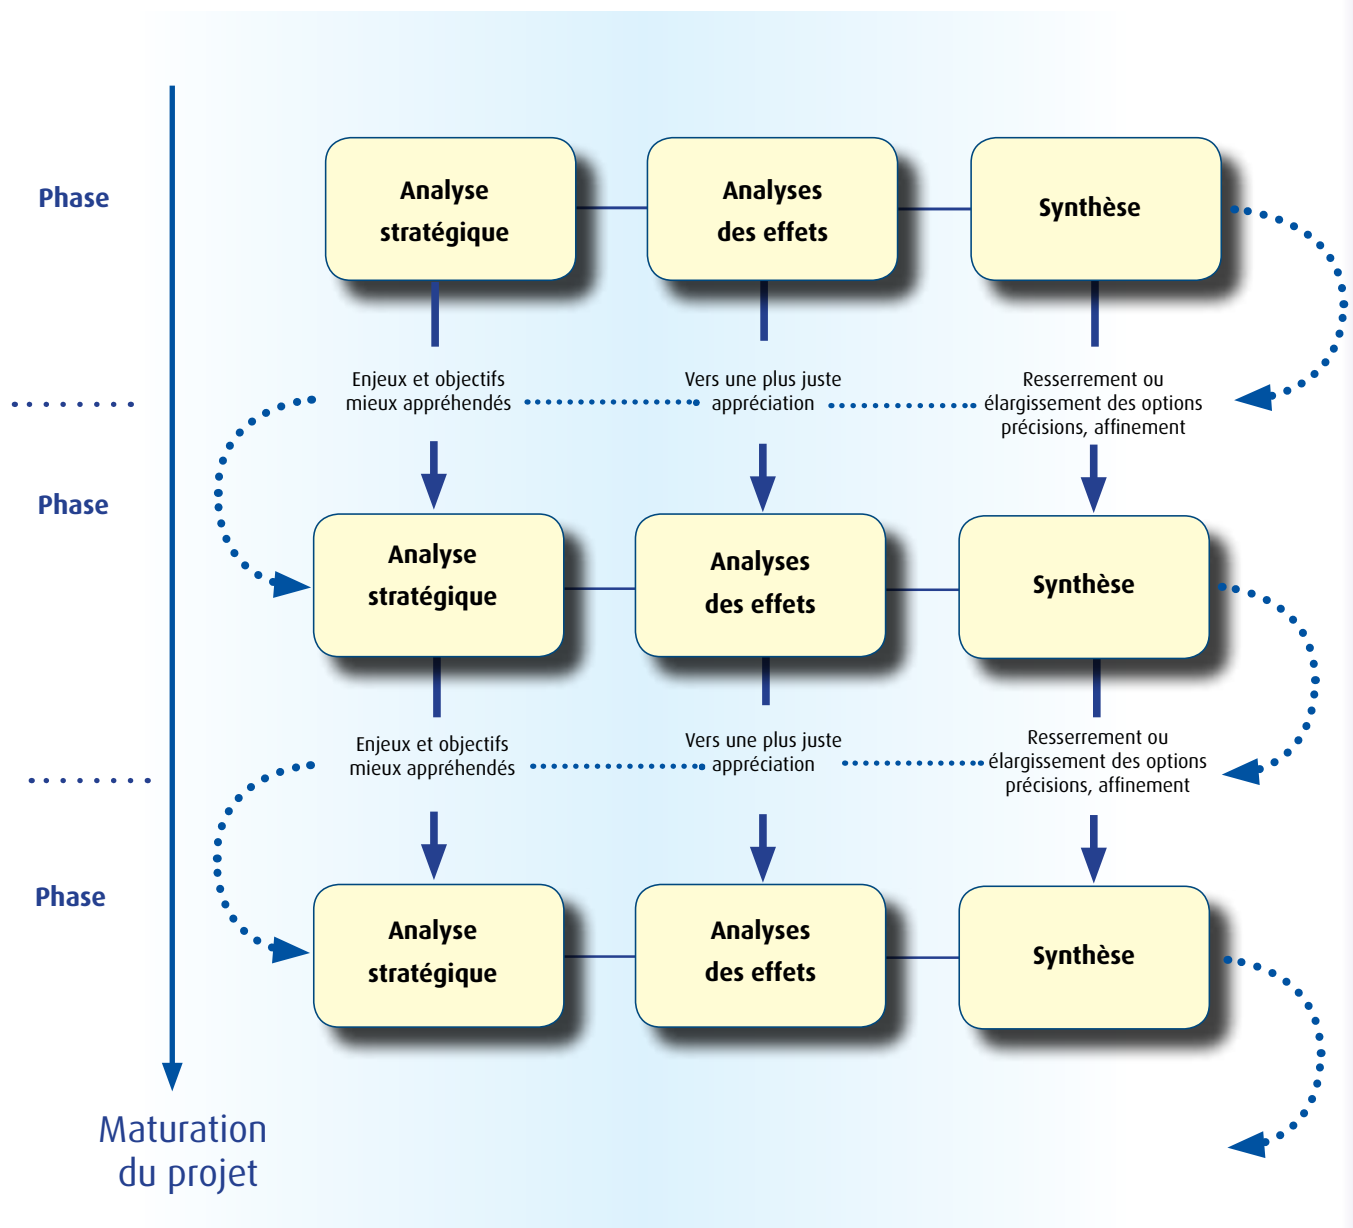 Phase
Analyse
stratégique
Analyses
des effets
Synthèse
Enjeux et objectifs
mieux appréhendés
Vers une plus juste
appréciation
Resserrement ou
élargissement des options
précisions, affinement
Phase
Analyse
stratégique
Analyses
des effets
Synthèse
Enjeux et objectifs
mieux appréhendés
Vers une plus juste
appréciation
Resserrement ou
élargissement des options
précisions, affinement
Phase
Analyse
stratégique
Analyses
des effets
Synthèse
Maturation
du projet